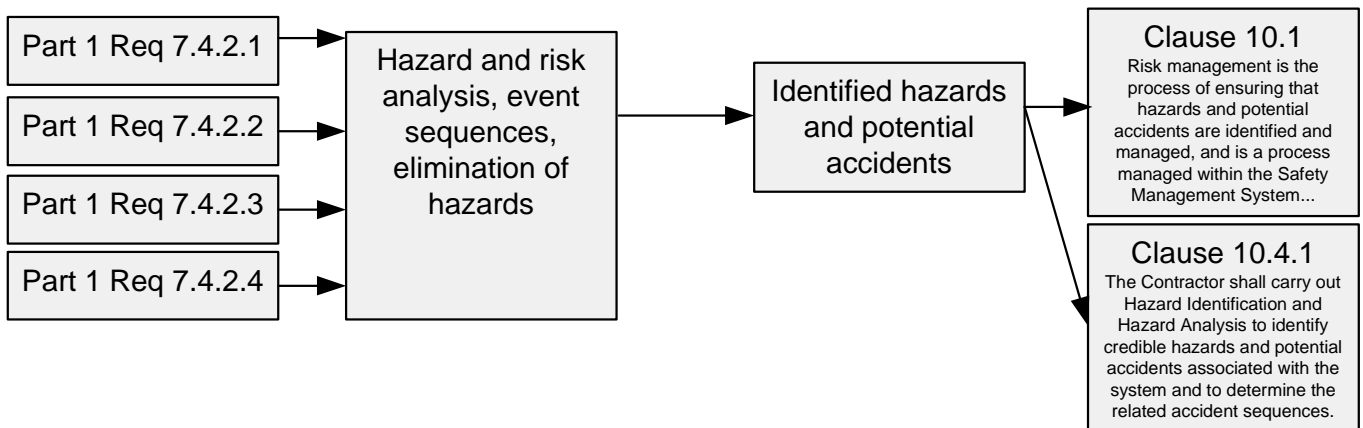 Part 1 Req 7.4.2.1
Part 1 Req 7.4.2.2
Part 1 Req 7.4.2.3
Part 1 Req 7.4.2.4
Hazard and risk
analysis, event
sequences,
elimination of
hazards
Identified hazards
and potential
accidents
Clause 10.1
Risk management is the
process of ensuring that
hazards and potential
accidents are identified and
managed, and is a process
managed within the Safety
Management System...
Clause 10.4.1
The Contractor shall carry out
Hazard Identification and
Hazard Analysis to identify
credible hazards and potential
accidents associated with the
system and to determine the
related accident sequences.